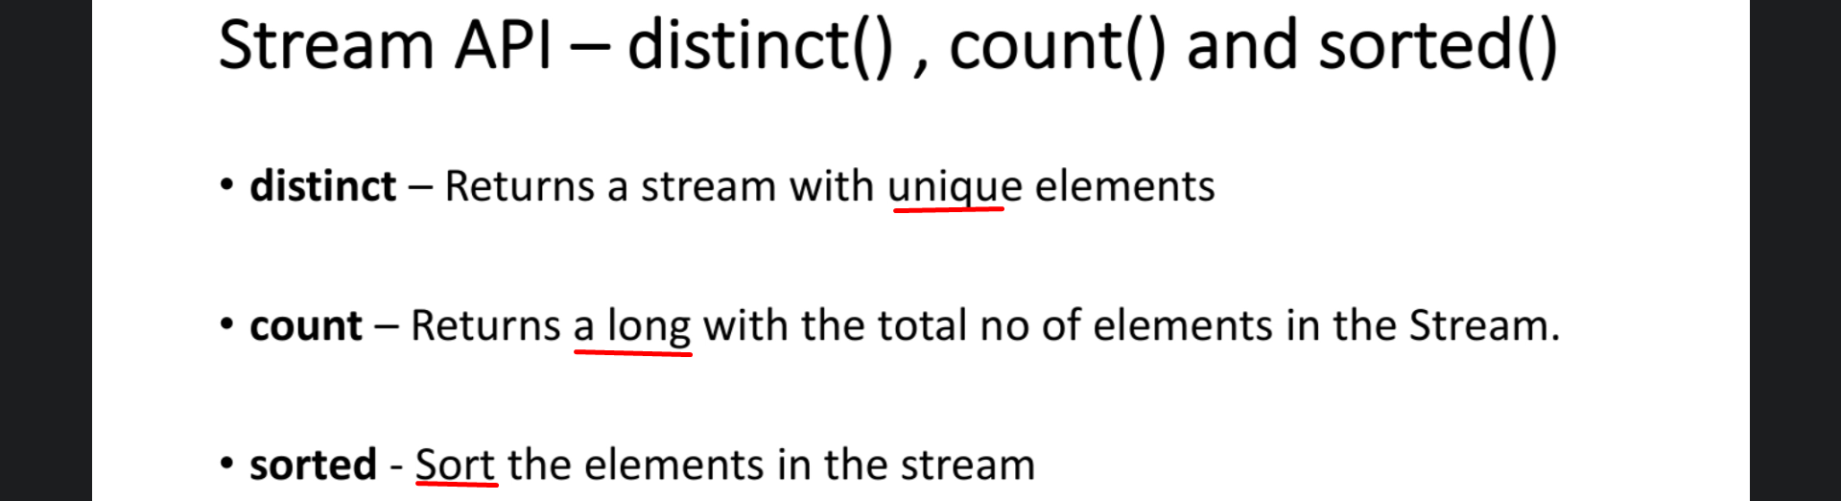 Stream API – distinct() , count() and sorted()
• distinct – Returns a stream with unique elements
• count – Returns a long with the total no of elements in the Stream.
• sorted - Sort the elements in the stream